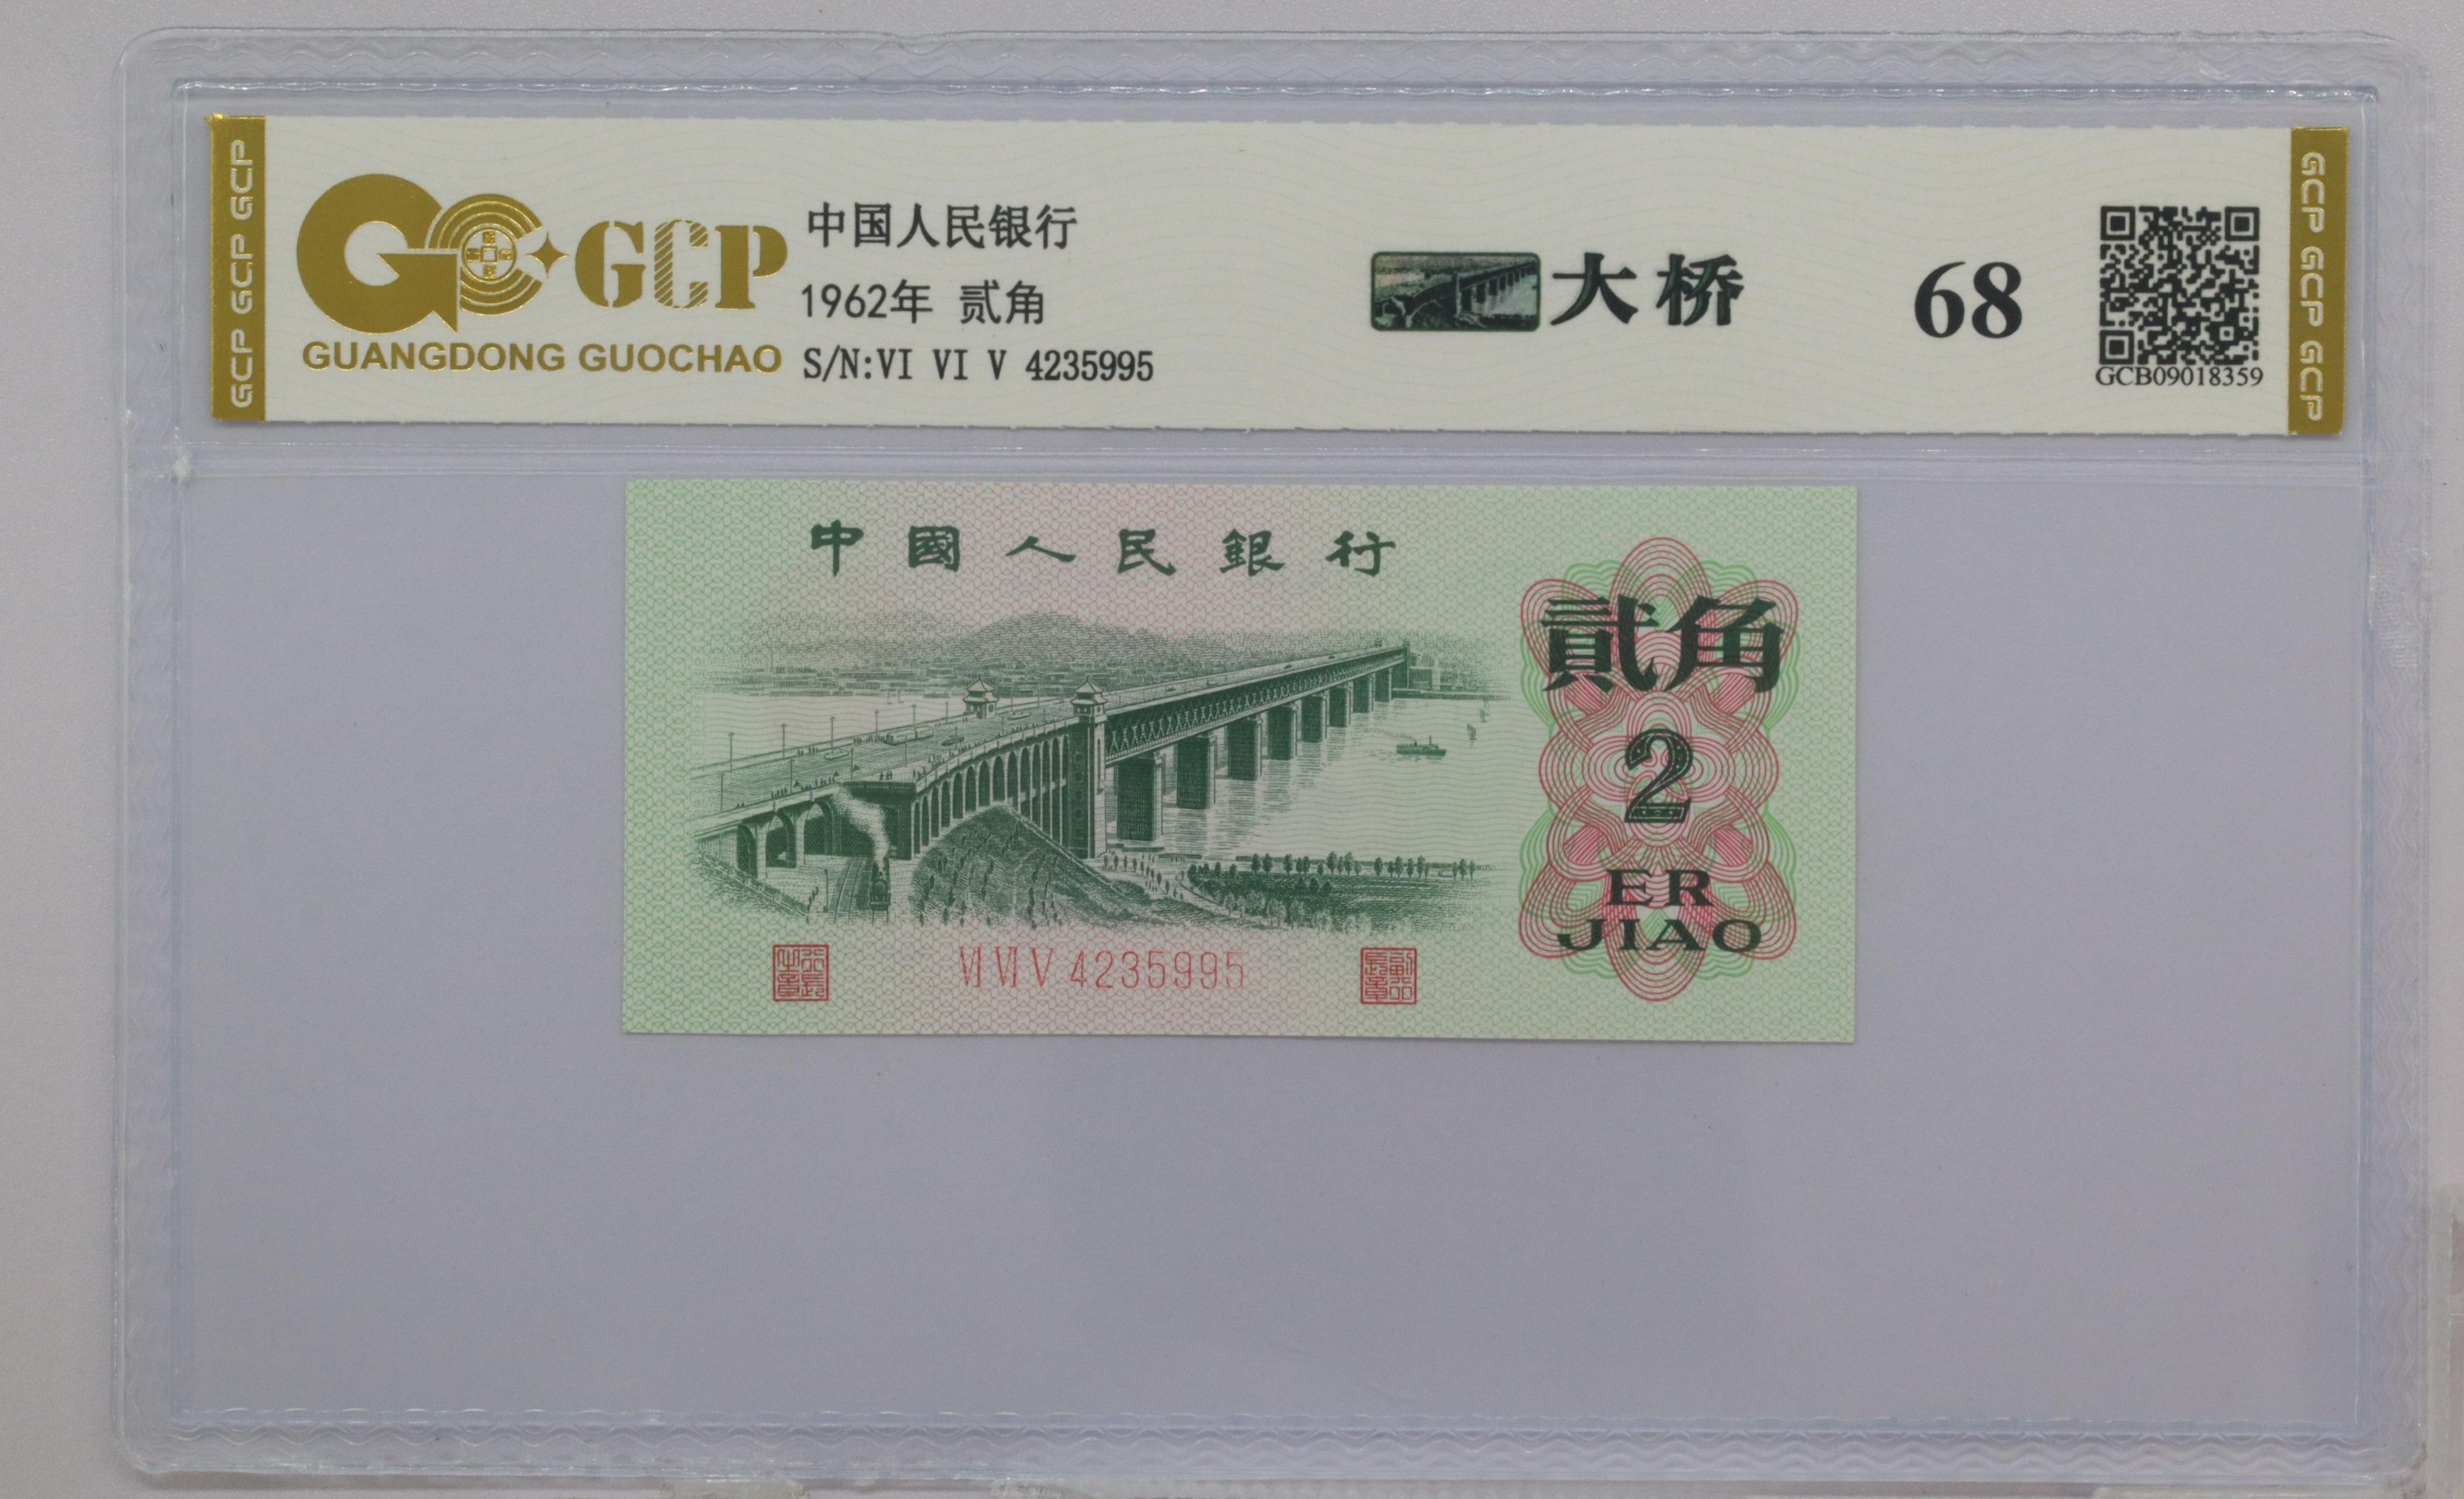 GCP GCP GCP
GCP
GUANGDONG GUOCHAO
中国人民银行
1962年 贰角
S/N:VI VI V 4235995
大桥
68
GCB09018359
GCP GCP GCP
中國人民銀行
貳角
2
ER
JIAO
VI VI V 4235995